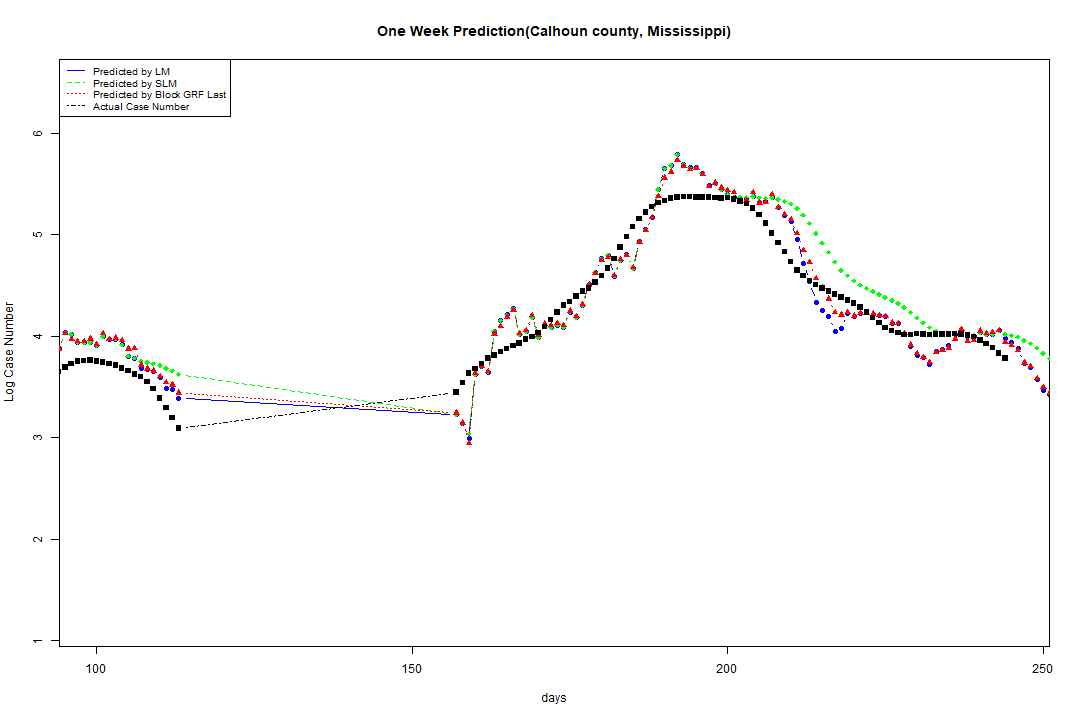 One Week Prediction(Calhoun county, Mississippi)
Predicted by LM
Predicted by SLM
Predicted by Block GRF Last
Actual Case Number
6
5
4
3
2
1
Log Case Number
100
150
200
250
days